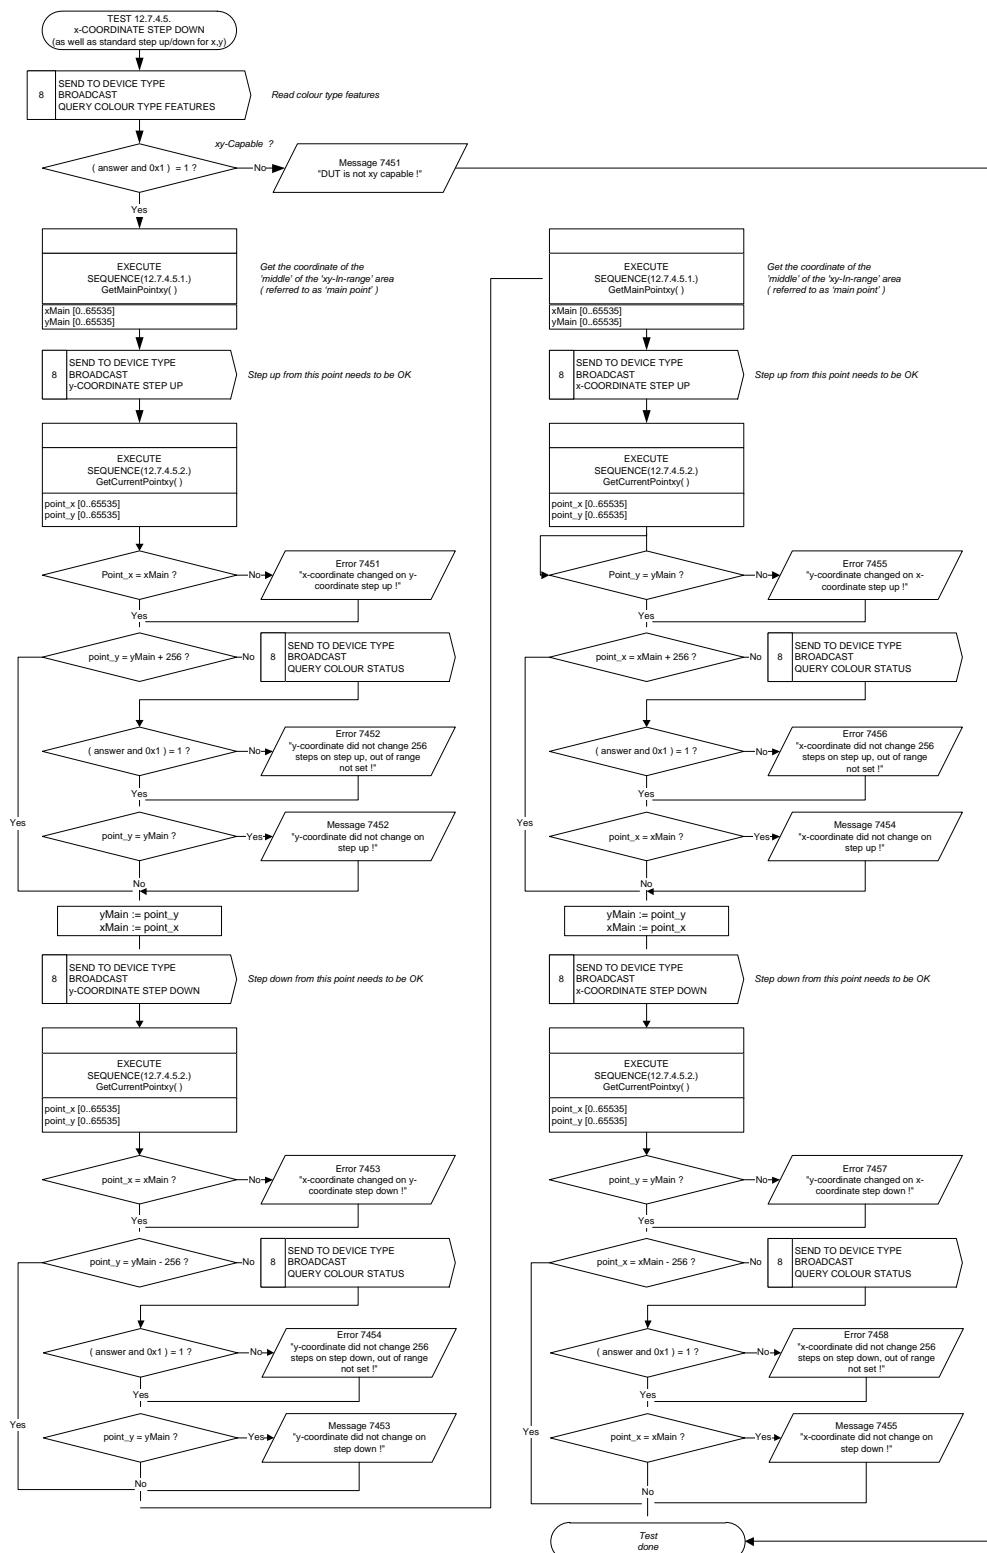 TEST 12.7.4.5.
x-COORDINATE STEP DOWN
(as well as standard step up/down for x,y)
8
SEND TO DEVICE TYPE
BROADCAST
QUERY COLOUR TYPE FEATURES
Read colour type features
xy-Capable ?
( answer and 0x1 ) = 1 ?
No
Message 7451
"DUT is not xy capable !"
Yes
EXECUTE
SEQUENCE(12.7.4.5.1.)
GetMainPointxy( )
xMain [0..65535]
yMain [0..65535]
Get the coordinate of the
'middle' of the 'xy-In-range' area
( referred to as 'main point' )
8
SEND TO DEVICE TYPE
BROADCAST
y-COORDINATE STEP UP
Step up from this point needs to be OK
EXECUTE
SEQUENCE(12.7.4.5.2.)
GetCurrentPointxy( )
point_x [0..65535]
point_y [0..65535]
Point_x = xMain ?
No
Error 7451
"x-coordinate changed on y-
coordinate step up !"
Yes
point_y = yMain + 256 ?
No
8
SEND TO DEVICE TYPE
BROADCAST
QUERY COLOUR STATUS
( answer and 0x1 ) = 1 ?
No
Error 7452
"y-coordinate did not change 256
steps on step up, out of range
not set !"
Yes
Yes
point_y = yMain ?
Yes
Message 7452
"y-coordinate did not change on
step up !"
No
yMain := point_y
xMain := point_x
8
SEND TO DEVICE TYPE
BROADCAST
y-COORDINATE STEP DOWN
Step down from this point needs to be OK
EXECUTE
SEQUENCE(12.7.4.5.2.)
GetCurrentPointxy( )
point_x [0..65535]
point_y [0..65535]
point_x = xMain ?
No
Error 7453
"x-coordinate changed on y-
coordinate step down !"
Yes
point_y = yMain - 256 ?
No
8
SEND TO DEVICE TYPE
BROADCAST
QUERY COLOUR STATUS
( answer and 0x1 ) = 1 ?
No
Error 7454
"y-coordinate did not change 256
steps on step down, out of range
not set !"
Yes
Yes
point_y = yMain ?
Yes
Message 7453
"y-coordinate did not change on
step down !"
No
EXECUTE
SEQUENCE(12.7.4.5.1.)
GetMainPointxy( )
xMain [0..65535]
yMain [0..65535]
Get the coordinate of the
'middle' of the 'xy-In-range' area
( referred to as 'main point' )
8
SEND TO DEVICE TYPE
BROADCAST
x-COORDINATE STEP UP
Step up from this point needs to be OK
EXECUTE
SEQUENCE(12.7.4.5.2.)
GetCurrentPointxy( )
point_x [0..65535]
point_y [0..65535]
Point_y = yMain ?
No
Error 7455
"y-coordinate changed on x-
coordinate step up !"
Yes
point_x = xMain + 256 ?
No
8
SEND TO DEVICE TYPE
BROADCAST
QUERY COLOUR STATUS
( answer and 0x1 ) = 1 ?
No
Error 7456
"x-coordinate did not change 256
steps on step up, out of range
not set !"
Yes
Yes
point_x = xMain ?
Yes
Message 7454
"x-coordinate did not change on
step up !"
No
yMain := point_y
xMain := point_x
8
SEND TO DEVICE TYPE
BROADCAST
x-COORDINATE STEP DOWN
Step down from this point needs to be OK
EXECUTE
SEQUENCE(12.7.4.5.2.)
GetCurrentPointxy( )
point_x [0..65535]
point_y [0..65535]
point_y = yMain ?
No
Error 7457
"y-coordinate changed on x-
coordinate step down !"
Yes
point_x = xMain - 256 ?
No
8
SEND TO DEVICE TYPE
BROADCAST
QUERY COLOUR STATUS
( answer and 0x1 ) = 1 ?
No
Error 7458
"x-coordinate did not change 256
steps on step down, out of range
not set !"
Yes
Yes
point_x = xMain ?
Yes
Message 7455
"x-coordinate did not change on
step down !"
No
Test
done